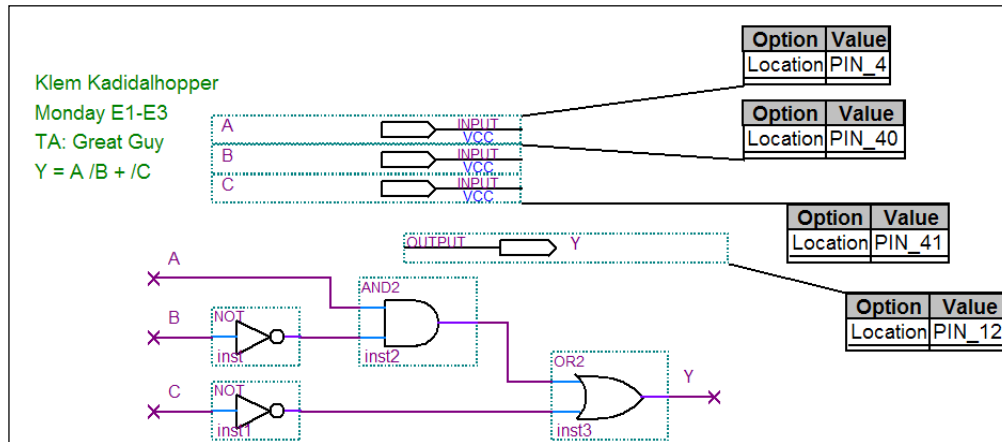 Klem Kadidalhopper
Monday E1-E3
TA: Great Guy
Y = A /B + /C
Option Value
Location PIN_4
Option Value
Location PIN_40
A INPUT
VCC
B INPUT
VCC
C INPUT
VCC
Option Value
Location PIN_41
OUTPUT Y
Option Value
Location PIN_12
A
AND2
B
NOT
inst
inst2
C
NOT
inst1
OR2
Y
inst3